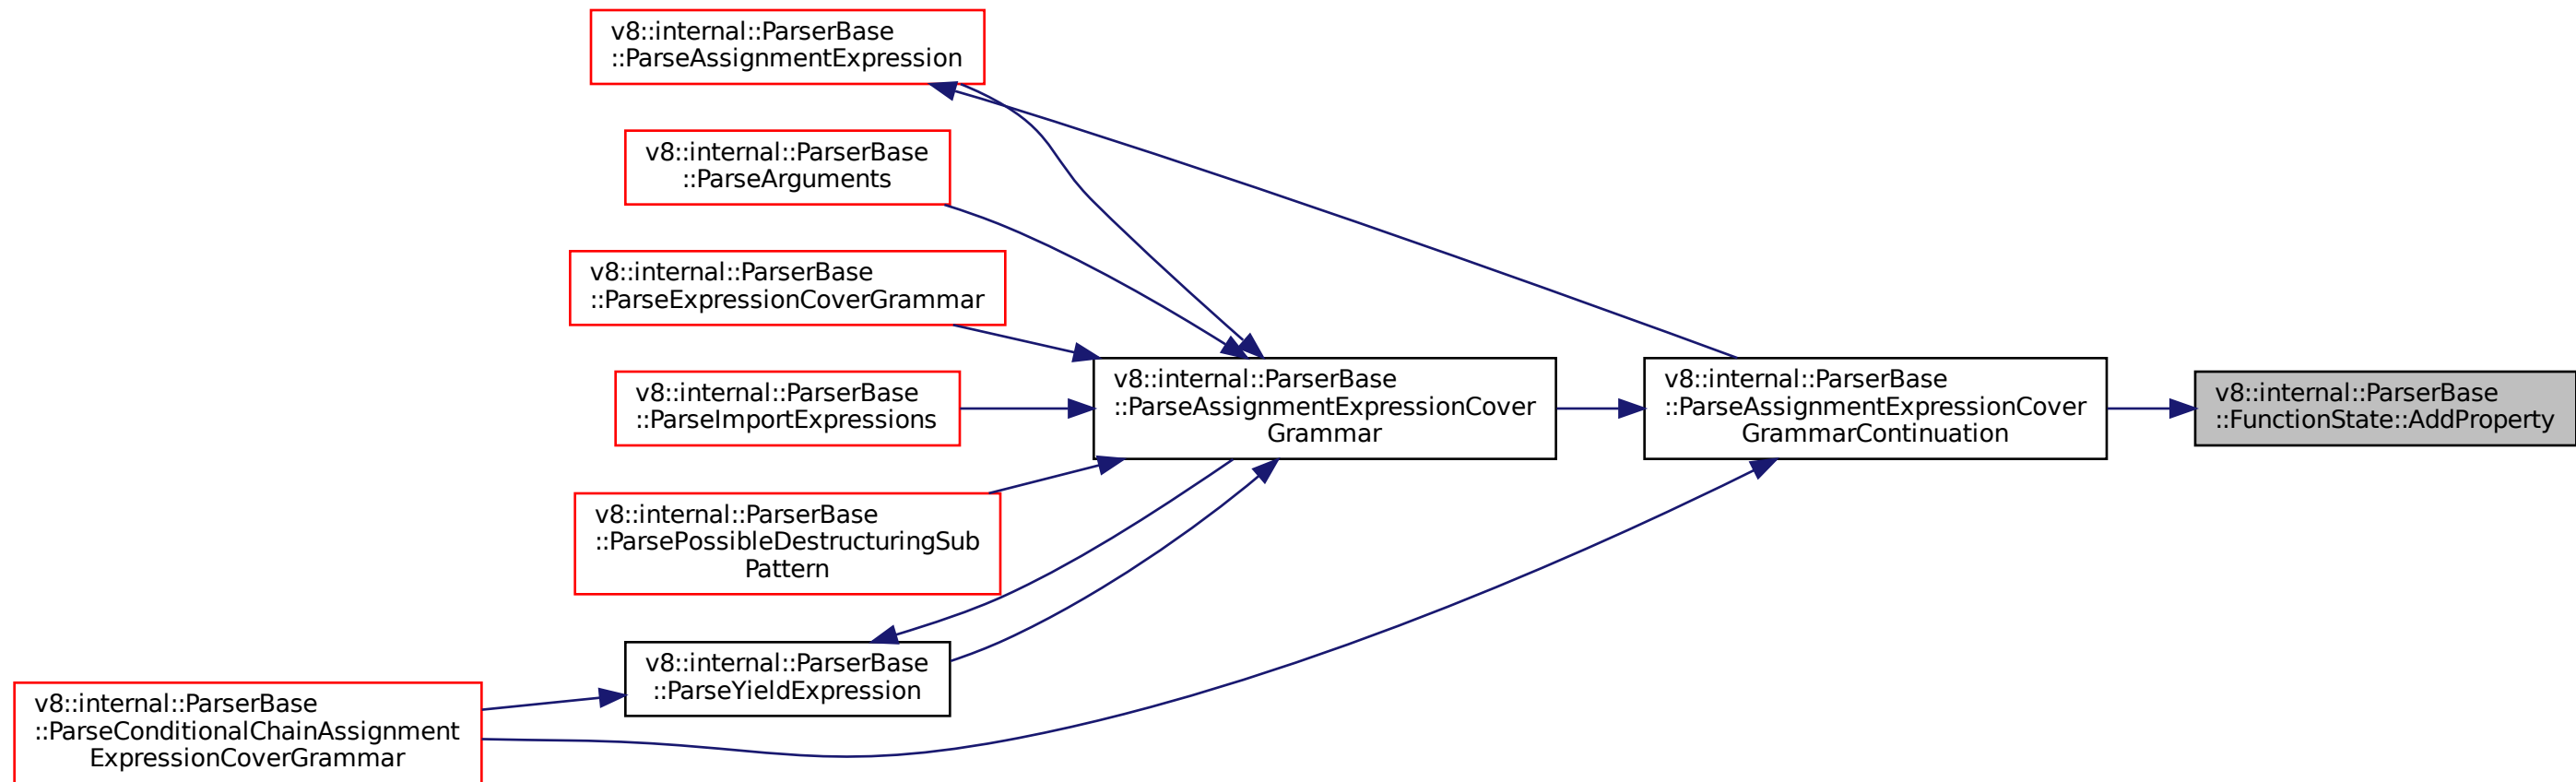 v8::internal::ParserBase
::ParseAssignmentExpression
v8::internal::ParserBase
::ParseArguments
v8::internal::ParserBase
::ParseExpressionCoverGrammar
v8::internal::ParserBase
::ParseImportExpressions
v8::internal::ParserBase
::ParsePossibleDestructuringSub
Pattern
v8::internal::ParserBase
::ParseYieldExpression
v8::internal::ParserBase
::ParseConditionalChainAssignment
ExpressionCoverGrammar
v8::internal::ParserBase
::ParseAssignmentExpressionCover
Grammar
v8::internal::ParserBase
::ParseAssignmentExpressionCover
GrammarContinuation
v8::internal::ParserBase
::FunctionState::AddProperty